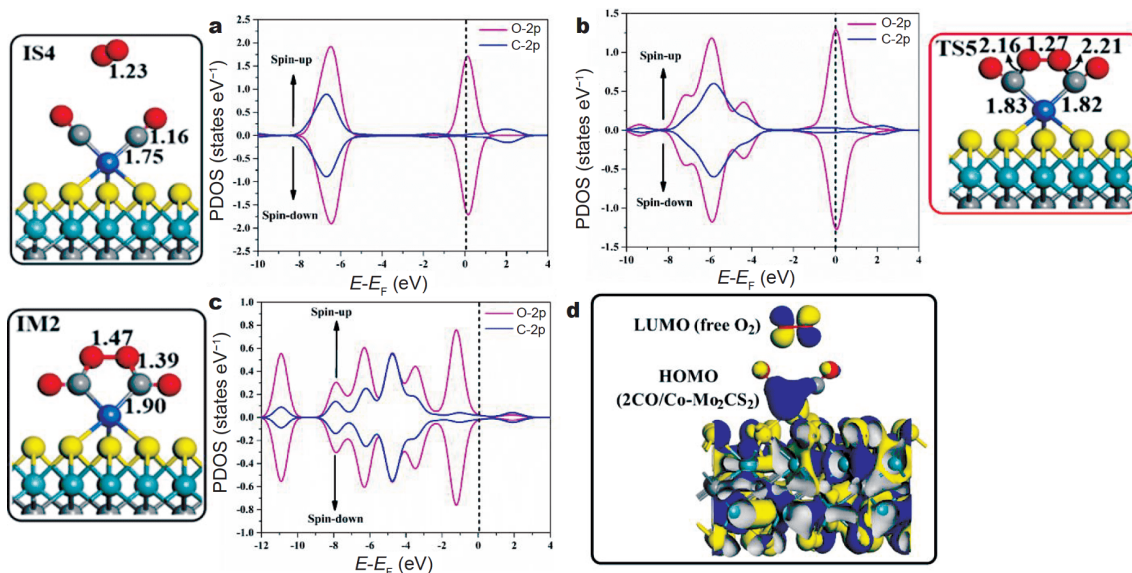 IS4
1.23
1.16
1.75
a
PDOS (states eV⁻¹)
2.5
2.0
1.5
1.0
0.5
0.0
0.5
1.0
1.5
2.0
2.5
Spin-up
Spin-down
O-2p
C-2p
-10 -8 -6 -4 -2 0 2 4
E-E_F (eV)
b
PDOS (states eV⁻¹)
1.5
1.0
0.5
0.0
0.5
1.0
1.5
Spin-up
Spin-down
O-2p
C-2p
-10 -8 -6 -4 -2 0 2 4
E-E_F (eV)
TS5
2.16 1.27 2.21
1.83 1.82
IM2
1.47
1.39
1.90
c
PDOS (states eV⁻¹)
1.0
0.8
0.6
0.4
0.2
0.0
-0.2
-0.4
-0.6
-0.8
-1.0
Spin-up
Spin-down
O-2p
C-2p
-12 -10 -8 -6 -4 -2 0 2 4
E-E_F (eV)
d
LUMO (free O₂)
HOMO
(2CO/Co-Mo₂CS₂)